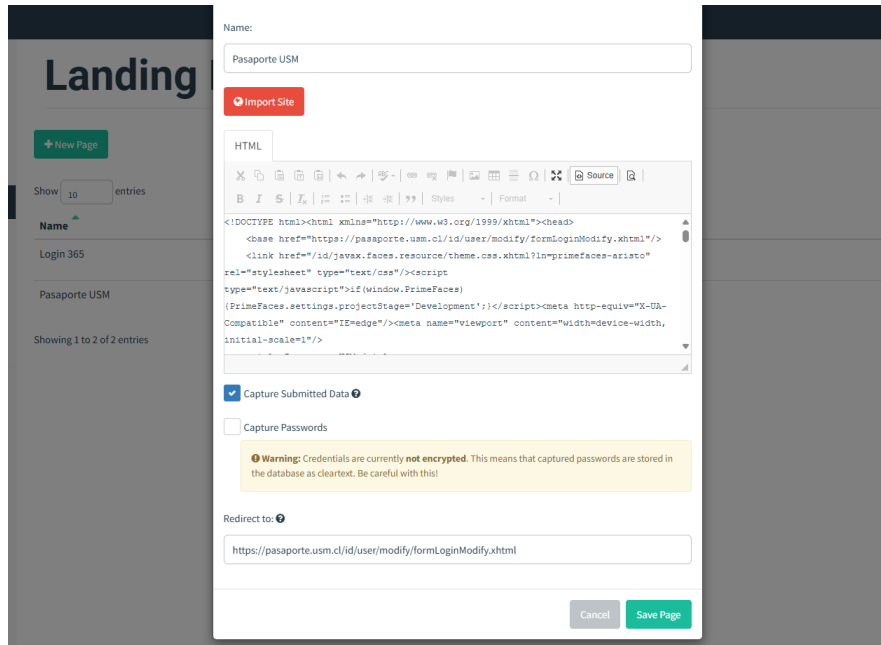 Landing
New Page
Show 10 entries
Name
Login 365
Pasaporte USM
Showing 1 to 2 of 2 entries
Name:
Pasaporte USM
Import Site
HTML
Source
Styles
Format
<!DOCTYPE html><html xmlns="http://www.w3.org/1999/xhtml"><head>
<base href="https://pasaporte.usm.cl/id/user/modify/formLoginModify.xhtml"/>
<link href="/id/javax.faces.resource/theme.css.xhtml?ln=primefaces-aristo"
rel="stylesheet" type="text/css"/><script
type="text/javascript">if(window.PrimeFaces)
{PrimeFaces.settings.projectStage='Development';}</script><meta http-equiv="X-UA-
Compatible" content="IE=edge"/><meta name="viewport" content="width=device-width,
initial-scale=1"/>
Capture Submitted Data
Capture Passwords
Warning: Credentials are currently not encrypted. This means that captured passwords are stored in
the database as cleartext. Be careful with this!
Redirect to:
https://pasaporte.usm.cl/id/user/modify/formLoginModify.xhtml
Cancel
Save Page